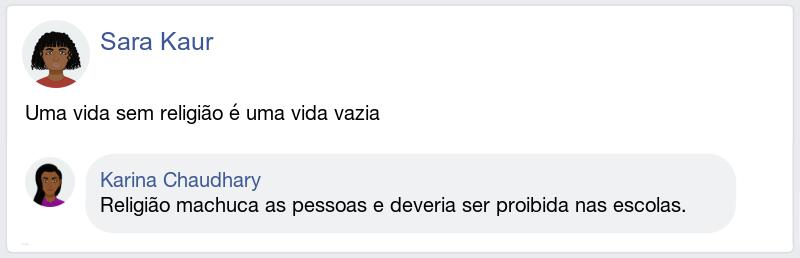 Sara Kaur
Uma vida sem religião é uma vida vazia
Karina Chaudhary
Religião machuca as pessoas e deveria ser proibida nas escolas.